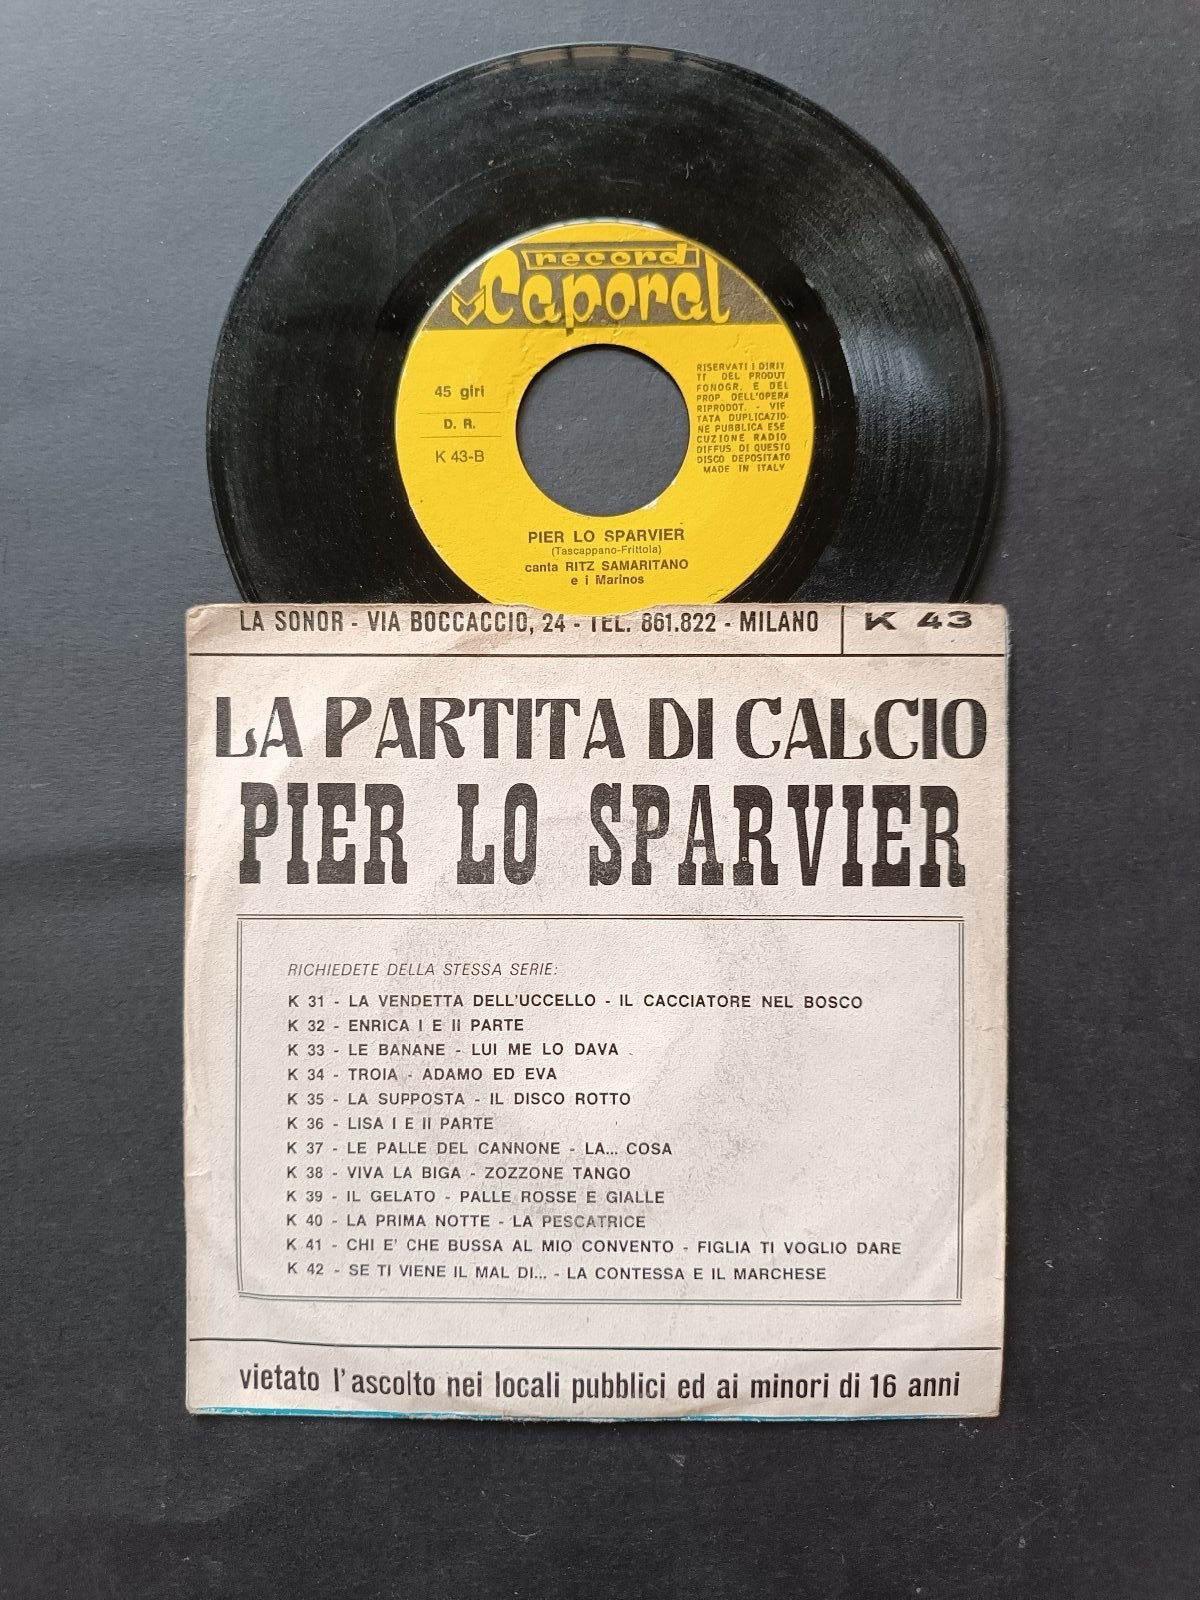 record
Caporal
45 giri
D. R.
K 43-B
RISERVATI I DIRIT
TI DEL PRODUT
FONOGR. E DEL
PROP. DELL'OPERA
RIPRODOT. - VIE
TATA DUPLICAZIO-
NE PUBBLICA ESE
CUZIONE RADIO
DIFFUS. DI QUESTO
DISCO DEPOSITATO
MADE IN ITALY
PIER LO SPARVIER
(Tascappano-Frittola)
canta RITZ SAMARITANO
e i Marinos
LA SONOR - VIA BOCCACCIO, 24 - TEL. 861.822 - MILANO
K 43
LA PARTITA DI CALCIO
PIER LO SPARVIER
RICHIEDETE DELLA STESSA SERIE:
K 31 - LA VENDETTA DELL'UCCELLO - IL CACCIATORE NEL BOSCO
K 32 - ENRICA I E II PARTE
K 33 - LE BANANE - LUI ME LO DAVA
K 34 - TROIA - ADAMO ED EVA
K 35 - LA SUPPOSTA - IL DISCO ROTTO
K 36 - LISA I E II PARTE
K 37 - LE PALLE DEL CANNONE - LA... COSA
K 38 - VIVA LA BIGA - ZOZZONE TANGO
K 39 - IL GELATO - PALLE ROSSE E GIALLE
K 40 - LA PRIMA NOTTE - LA PESCATRICE
K 41 - CHI E' CHE BUSSA AL MIO CONVENTO - FIGLIA TI VOGLIO DARE
K 42 - SE TI VIENE IL MAL DI... - LA CONTESSA E IL MARCHESE
vietato l'ascolto nei locali pubblici ed ai minori di 16 anni